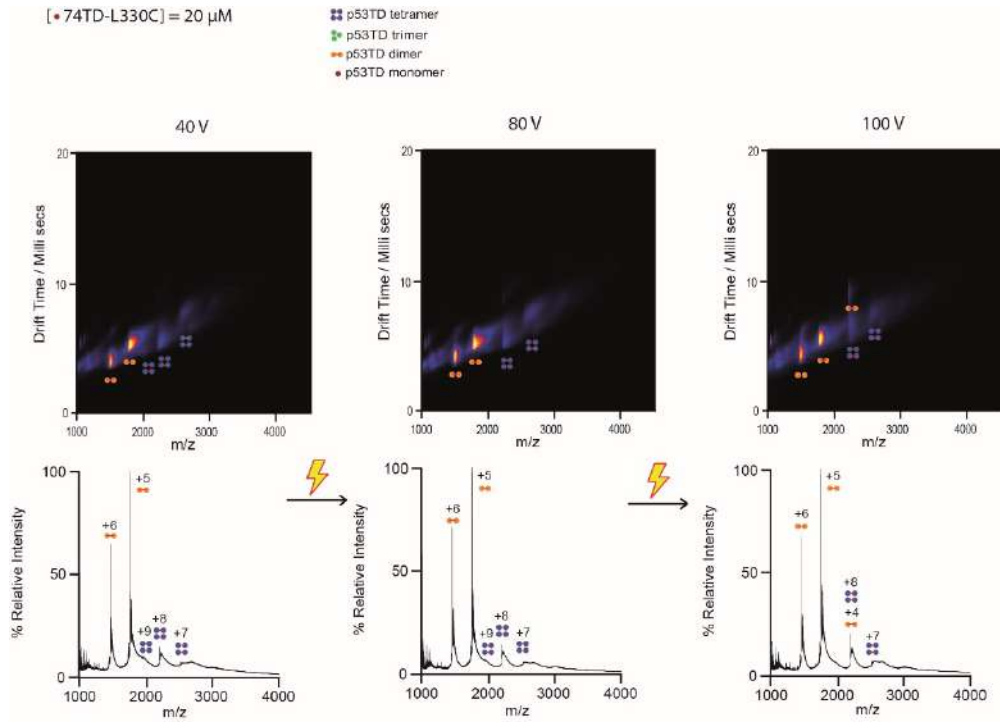 [• 74TD-L330C] = 20 µM
p53TD tetramer
p53TD trimer
p53TD dimer
p53TD monomer
40 V
80 V
100 V
Drift Time / Milli secs
20
10
0
1000 2000 3000 4000
m/z
Drift Time / Milli secs
20
10
0
1000 2000 3000 4000
m/z
Drift Time / Milli secs
20
10
0
1000 2000 3000 4000
m/z
% Relative Intensity
100
50
0
+5
+6
+9
+8
+7
1000 2000 3000 4000
m/z
% Relative Intensity
100
50
0
+5
+6
+9
+8
+7
1000 2000 3000 4000
m/z
% Relative Intensity
100
50
0
+5
+6
+8
+4
+7
1000 2000 3000 4000
m/z